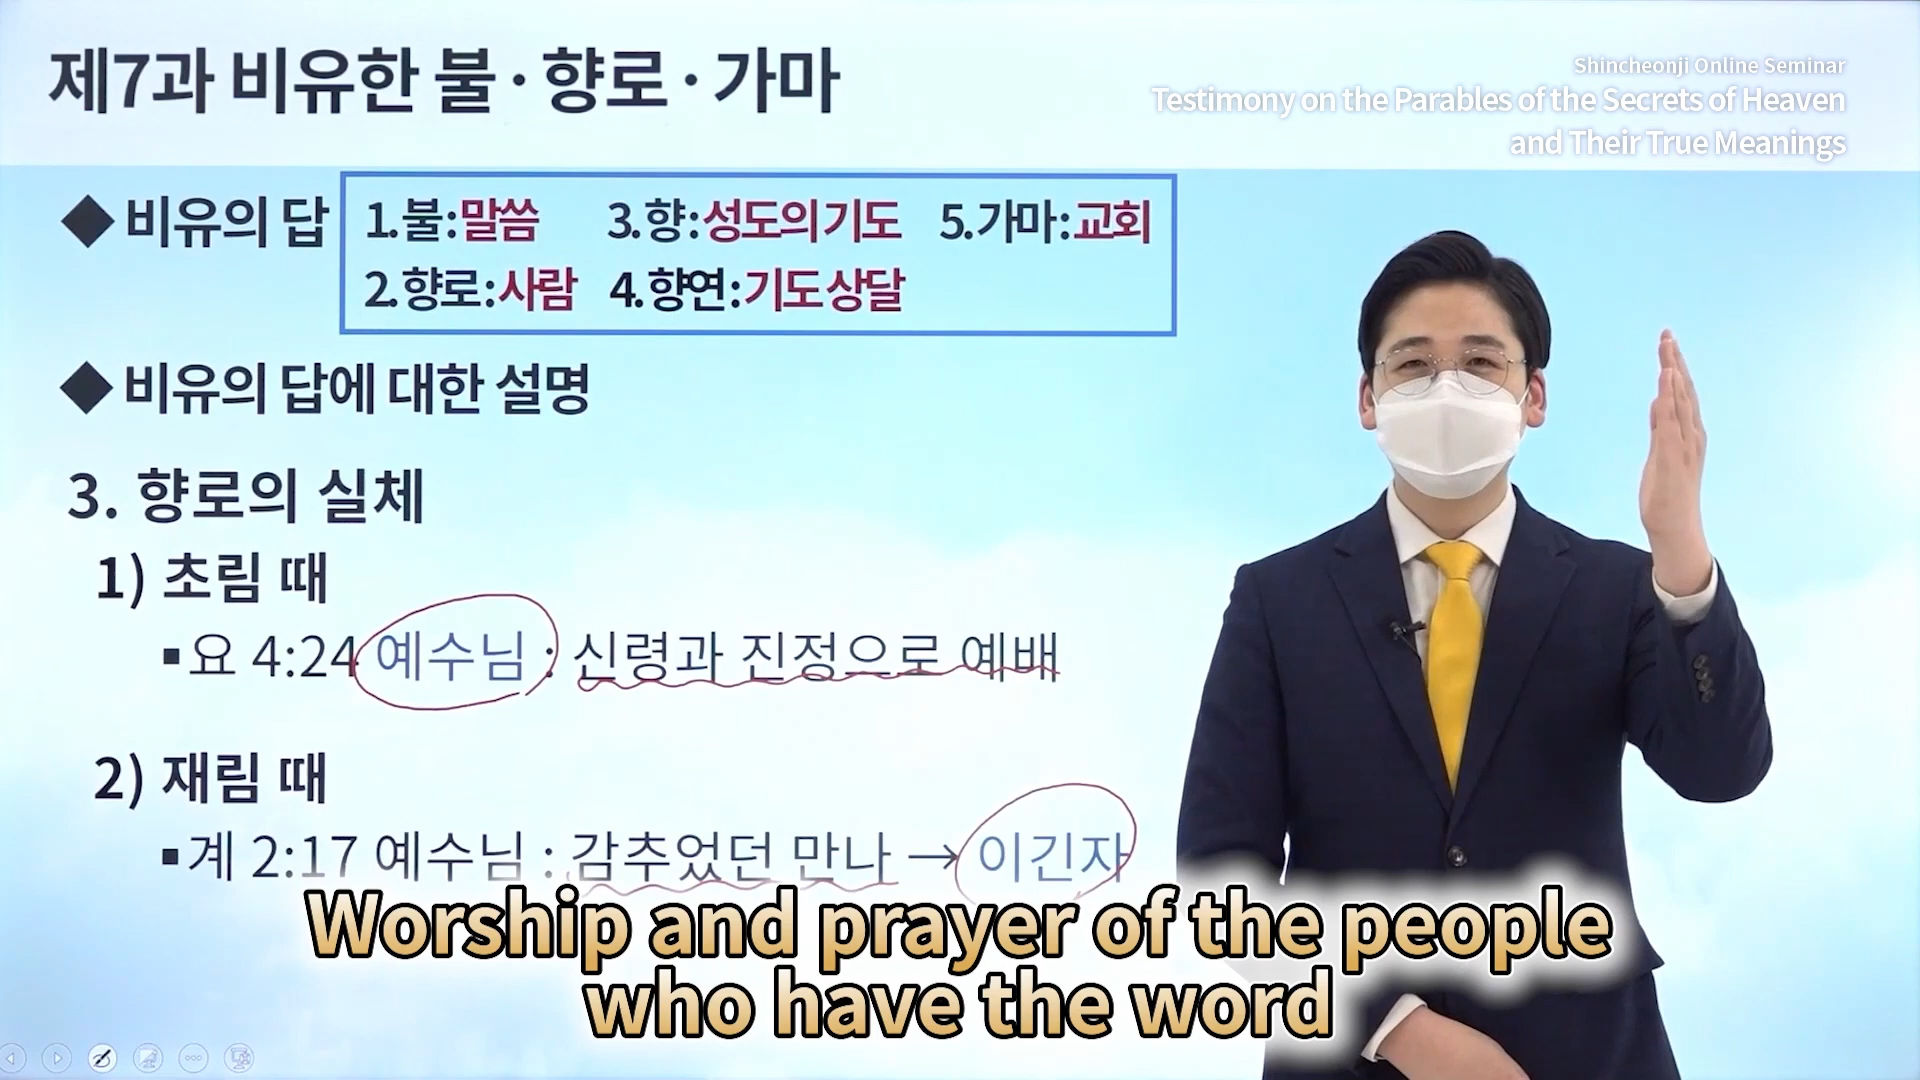 제7과 비유한 불·향로·가마
Shincheonji Online Seminar
Testimony on the Parables of the Secrets of Heaven
and Their True Meanings
◆ 비유의 답
1.불:말씀 3.향:성도의 기도 5.가마:교회
2.향로:사람 4.향연:기도 상달
◆ 비유의 답에 대한 설명
3. 향로의 실체
1) 초림 때
▪요 4:24 예수님 : 신령과 진정으로 예배
2) 재림 때
▪계 2:17 예수님 : 감추었던 만나 → 이긴자
Worship and prayer of the people
who have the word